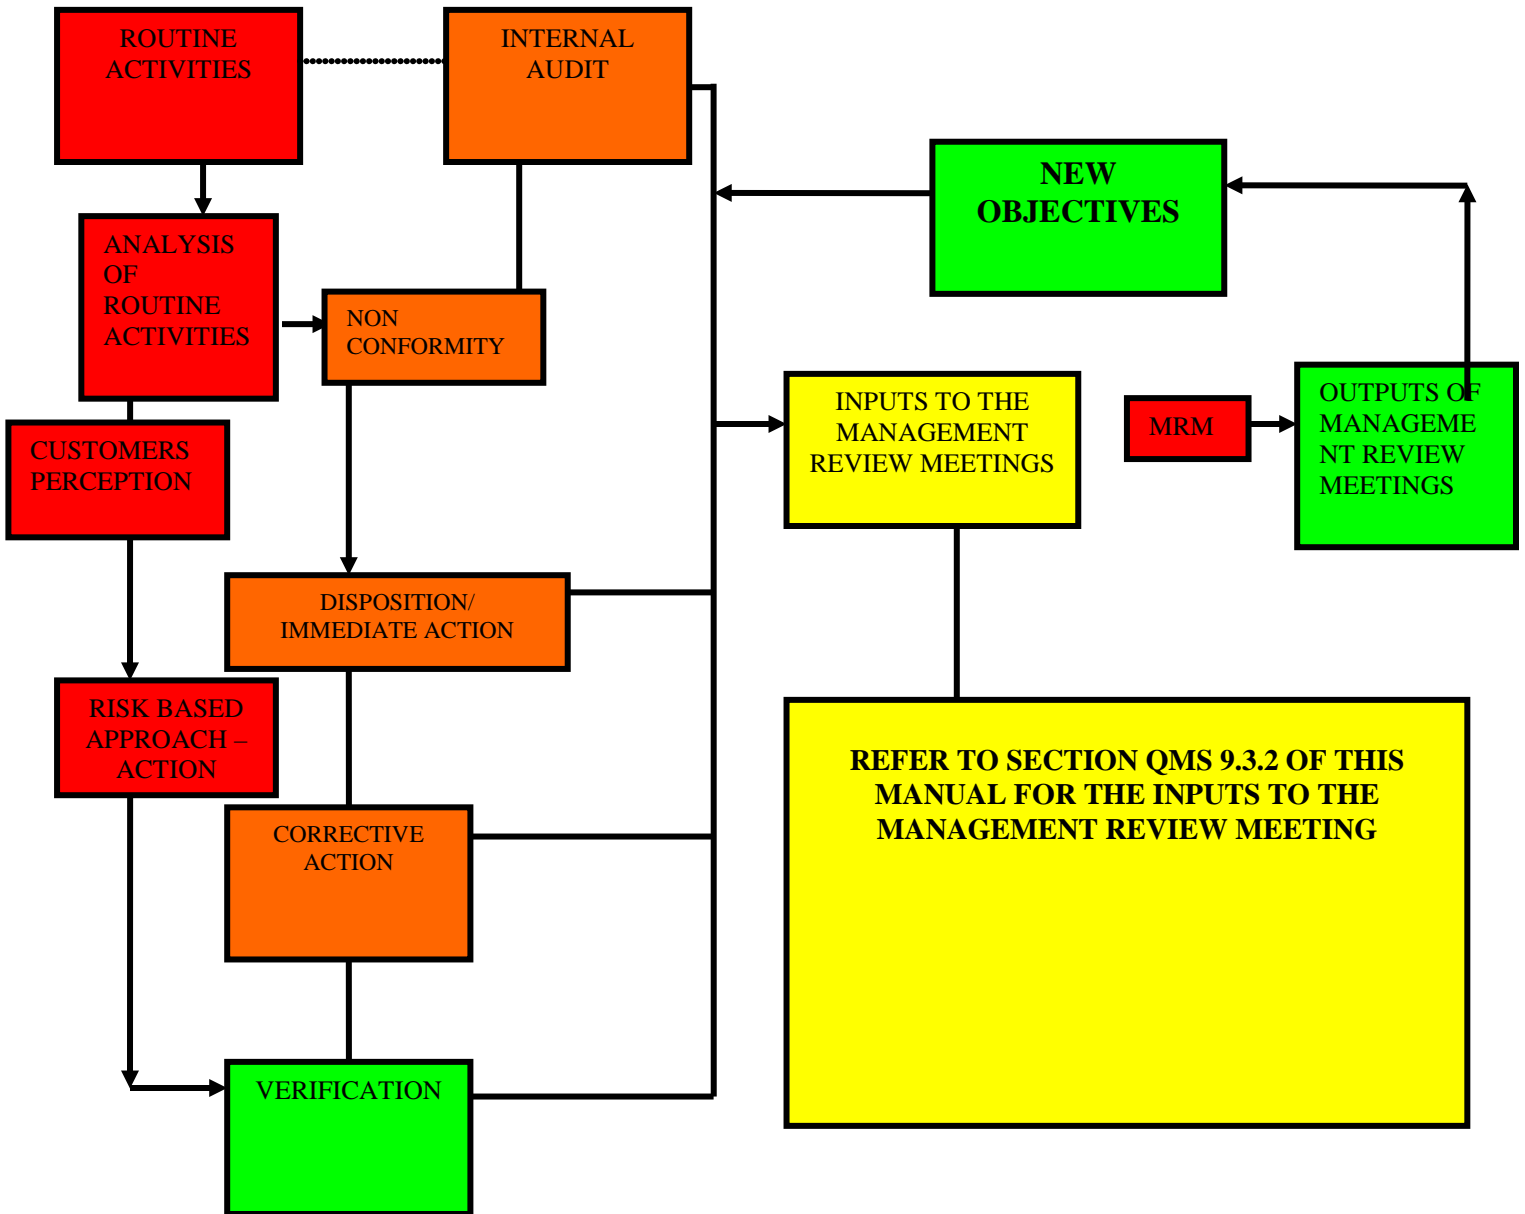 ROUTINE
ACTIVITIES
INTERNAL
AUDIT
NEW
OBJECTIVES
ANALYSIS
OF
ROUTINE
ACTIVITIES
NON
CONFORMITY
CUSTOMERS
PERCEPTION
INPUTS TO THE
MANAGEMENT
REVIEW MEETINGS
MRM
OUTPUTS OF
MANAGEME
NT REVIEW
MEETINGS
DISPOSITION/
IMMEDIATE ACTION
RISK BASED
APPROACH –
ACTION
REFER TO SECTION QMS 9.3.2 OF THIS
MANUAL FOR THE INPUTS TO THE
MANAGEMENT REVIEW MEETING
CORRECTIVE
ACTION
VERIFICATION